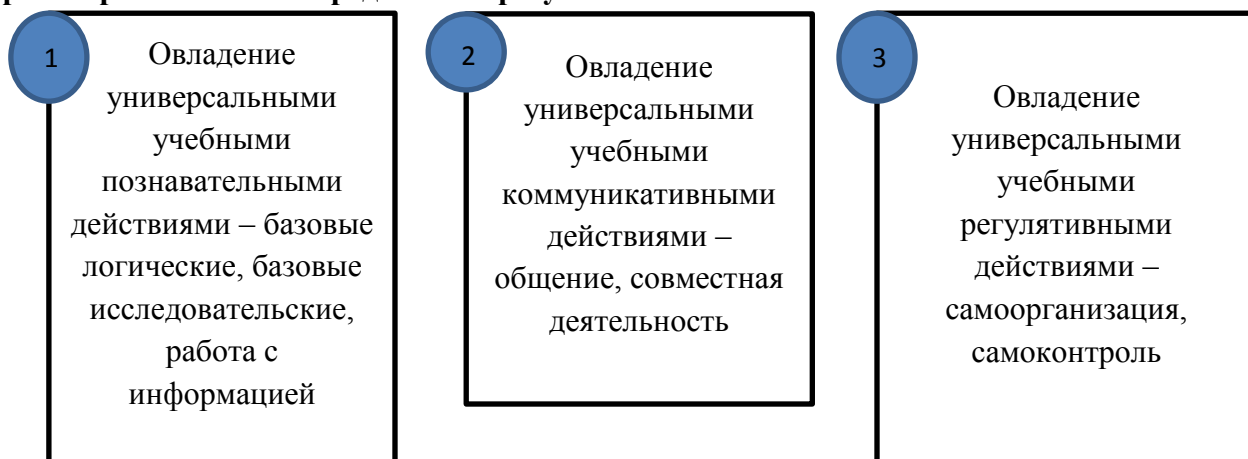 1
Овладение
универсальными
учебными
познавательными
действиями – базовые
логические, базовые
исследовательские,
работа с
информацией
2
Овладение
универсальными
учебными
коммуникативными
действиями –
общение, совместная
деятельность
3
Овладение
универсальными
учебными
регулятивными
действиями –
самоорганизация,
самоконтроль